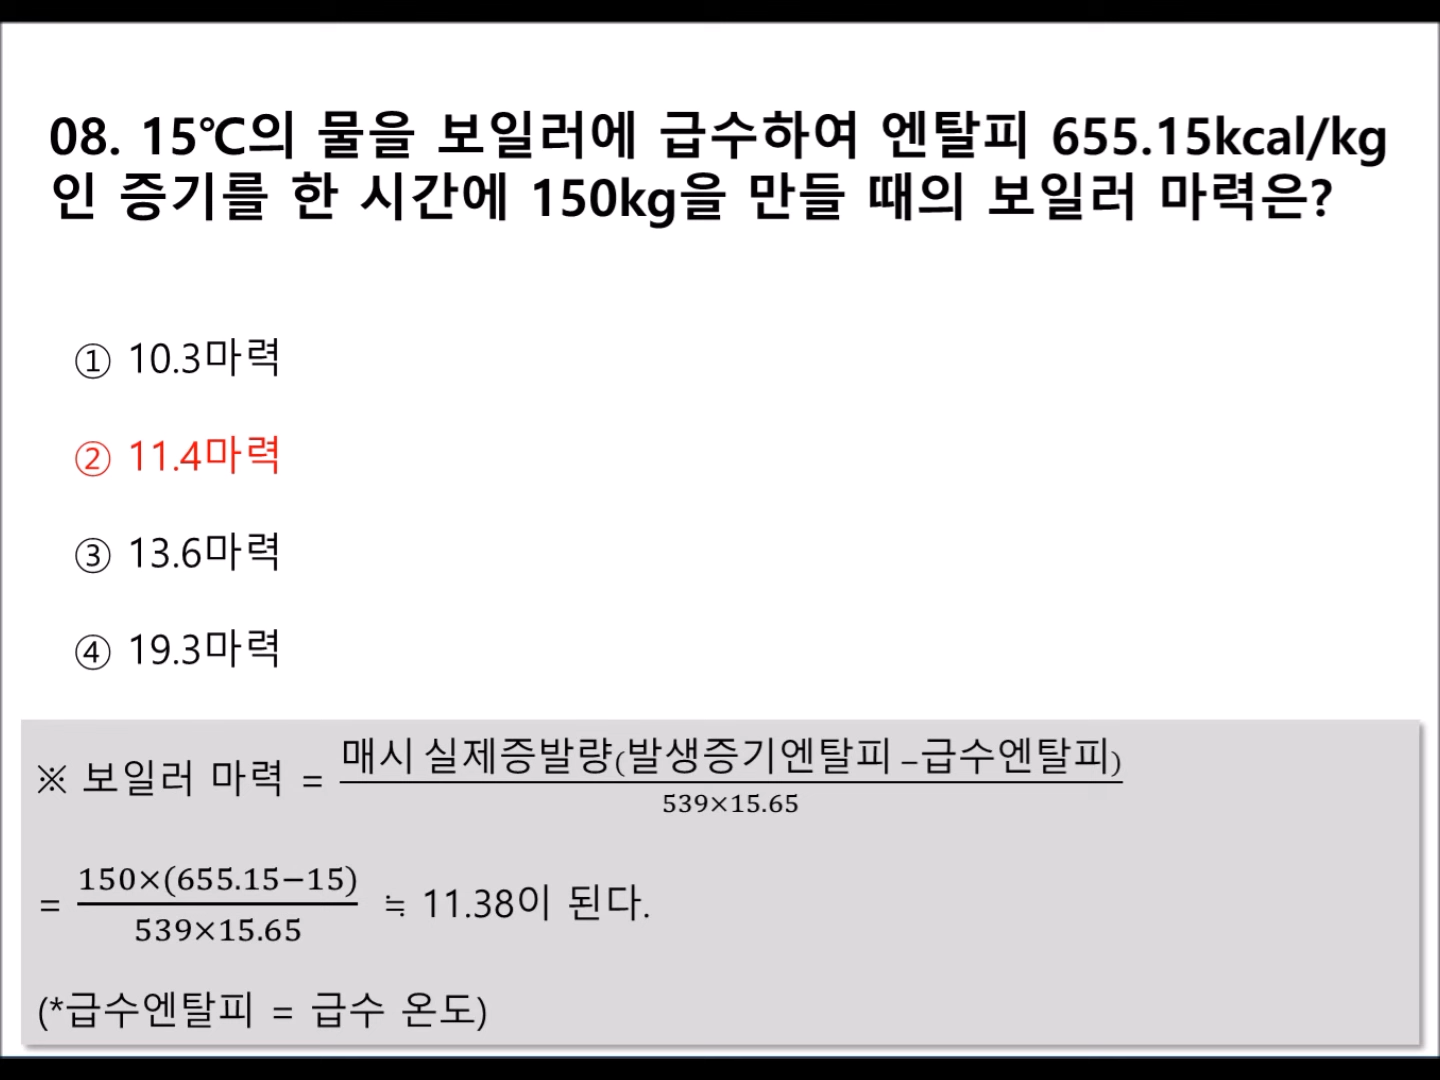 08. 15℃의 물을 보일러에 급수하여 엔탈피 655.15kcal/kg
인 증기를 한 시간에 150kg을 만들 때의 보일러 마력은?
① 10.3마력
② 11.4마력
③ 13.6마력
④ 19.3마력
※ 보일러 마력 = 매시 실제증발량(발생증기엔탈피 –급수엔탈피)
539×15.65
= 150×(655.15−15)
539×15.65
≒ 11.38이 된다.
(*급수엔탈피 = 급수 온도)